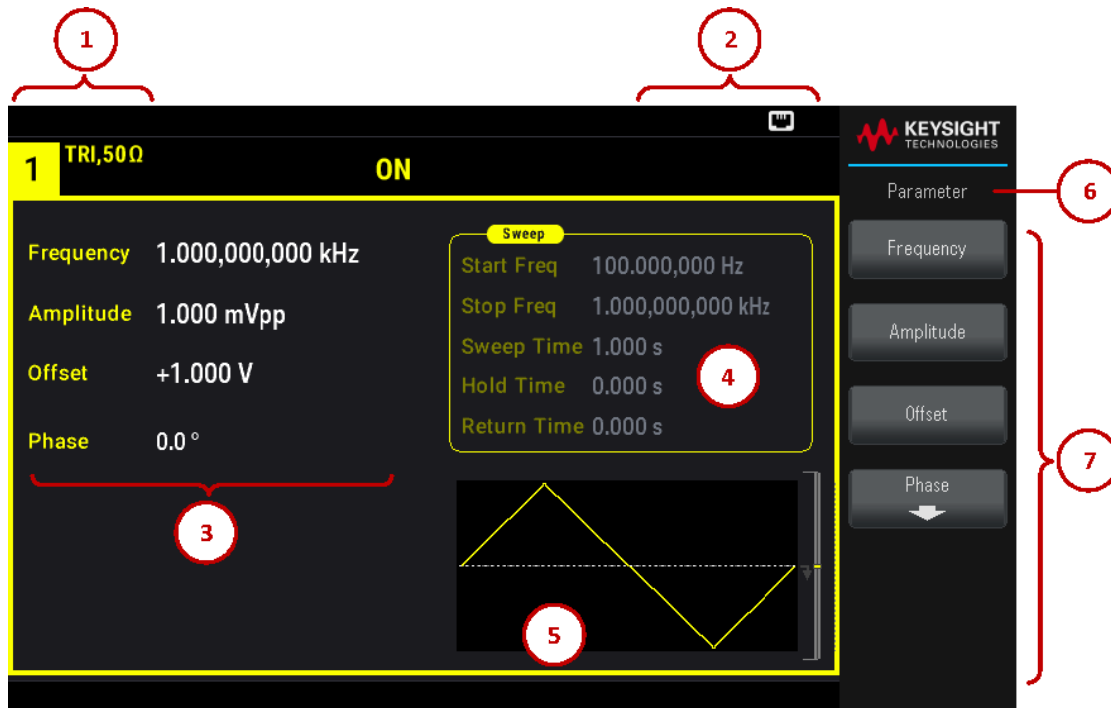 1
2
KEYSIGHT
TECHNOLOGIES
1
TRI,50Ω
ON
Parameter
6
Frequency 1.000,000,000 kHz
Amplitude 1.000 mVpp
Offset +1.000 V
Phase 0.0 °
3
Sweep
Start Freq 100.000,000 Hz
Stop Freq 1.000,000,000 kHz
Sweep Time 1.000 s
Hold Time 0.000 s
Return Time 0.000 s
4
5
Frequency
Amplitude
Offset
Phase
7